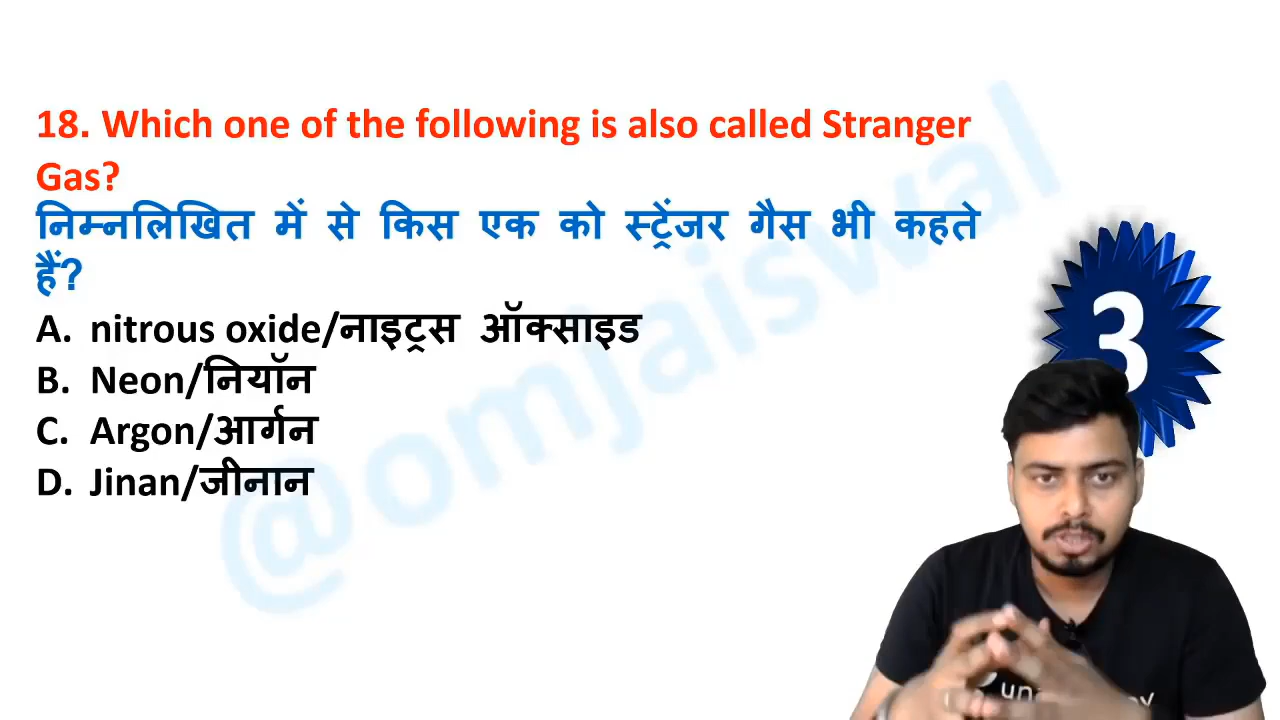 18. Which one of the following is also called Stranger
Gas?
निम्नलिखित में से किस एक को स्ट्रेंजर गैस भी कहते
हैं?
A. nitrous oxide/नाइट्रस ऑक्साइड
B. Neon/नियॉन
C. Argon/आर्गन
D. Jinan/जीनान
@omjaiswal
3